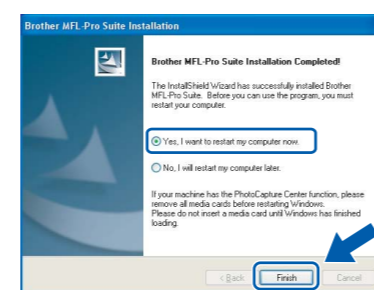 Brother MFL-Pro Suite Installation
Brother MFL-Pro Suite Installation Completed!
The InstallShield Wizard has successfully installed Brother
MFL-Pro Suite. Before you can use the program, you must
restart your computer.
Yes, I want to restart my computer now.
No, I will restart my computer later.
If your machine has the PhotoCapture Center function, please
remove all media cards before restarting Windows.
Please do not insert a media card until Windows has finished
loading.
< Back Finish Cancel